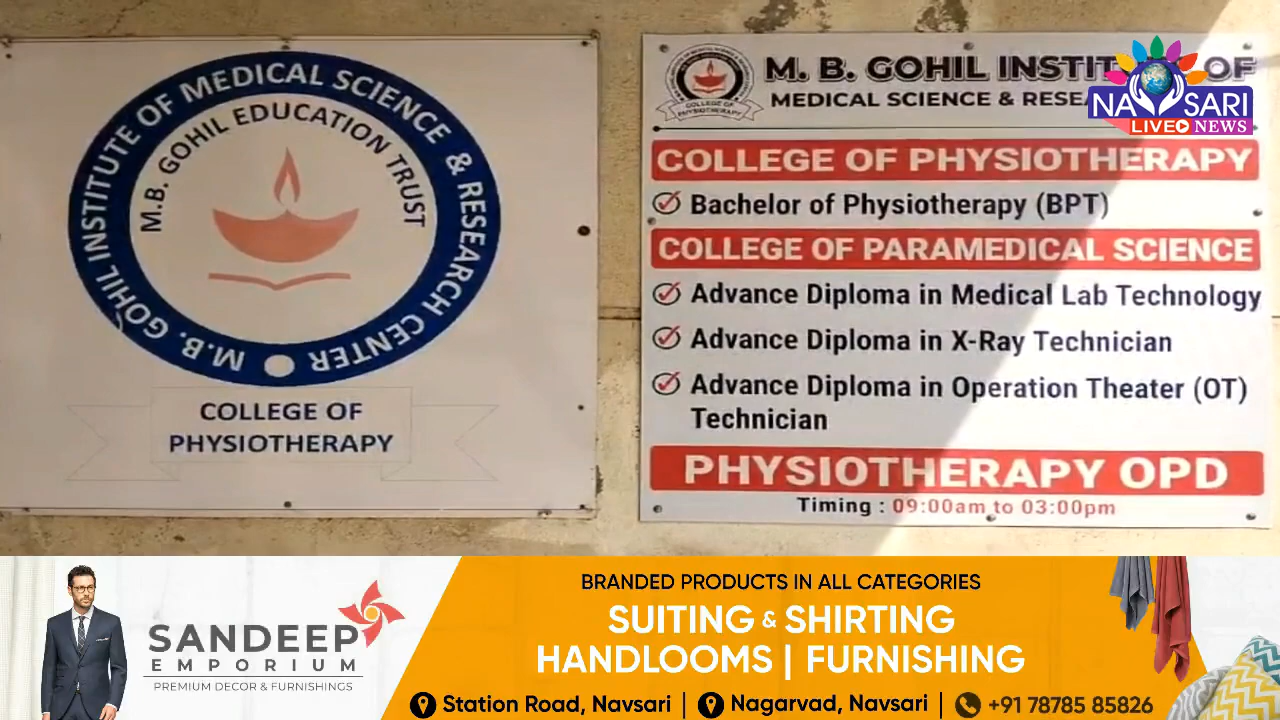 M.B. GOHIL INSTITUTE OF MEDICAL SCIENCE & RESEARCH CENTER
M.B. GOHIL EDUCATION TRUST
COLLEGE OF
PHYSIOTHERAPY
COLLEGE OF
PHYSIOTHERAPY
M. B. GOHIL OF
MEDICAL SCIENCE &
NAVSARI
LIVE NEWS
COLLEGE OF PHYSIOTHERAPY
Bachelor of Physiotherapy (BPT)
COLLEGE OF PARAMEDICAL SCIENCE
Advance Diploma in Medical Lab Technology
Advance Diploma in X-Ray Technician
Advance Diploma in Operation Theater (OT)
Technician
PHYSIOTHERAPY OPD
Timing : 09:00am to 03:00pm
SANDEEP
EMPORIUM
PREMIUM DECOR & FURNISHINGS
BRANDED PRODUCTS IN ALL CATEGORIES
SUITING & SHIRTING
HANDLOOMS | FURNISHING
Station Road, Navsari | Nagarvad, Navsari | +91 78785 85826